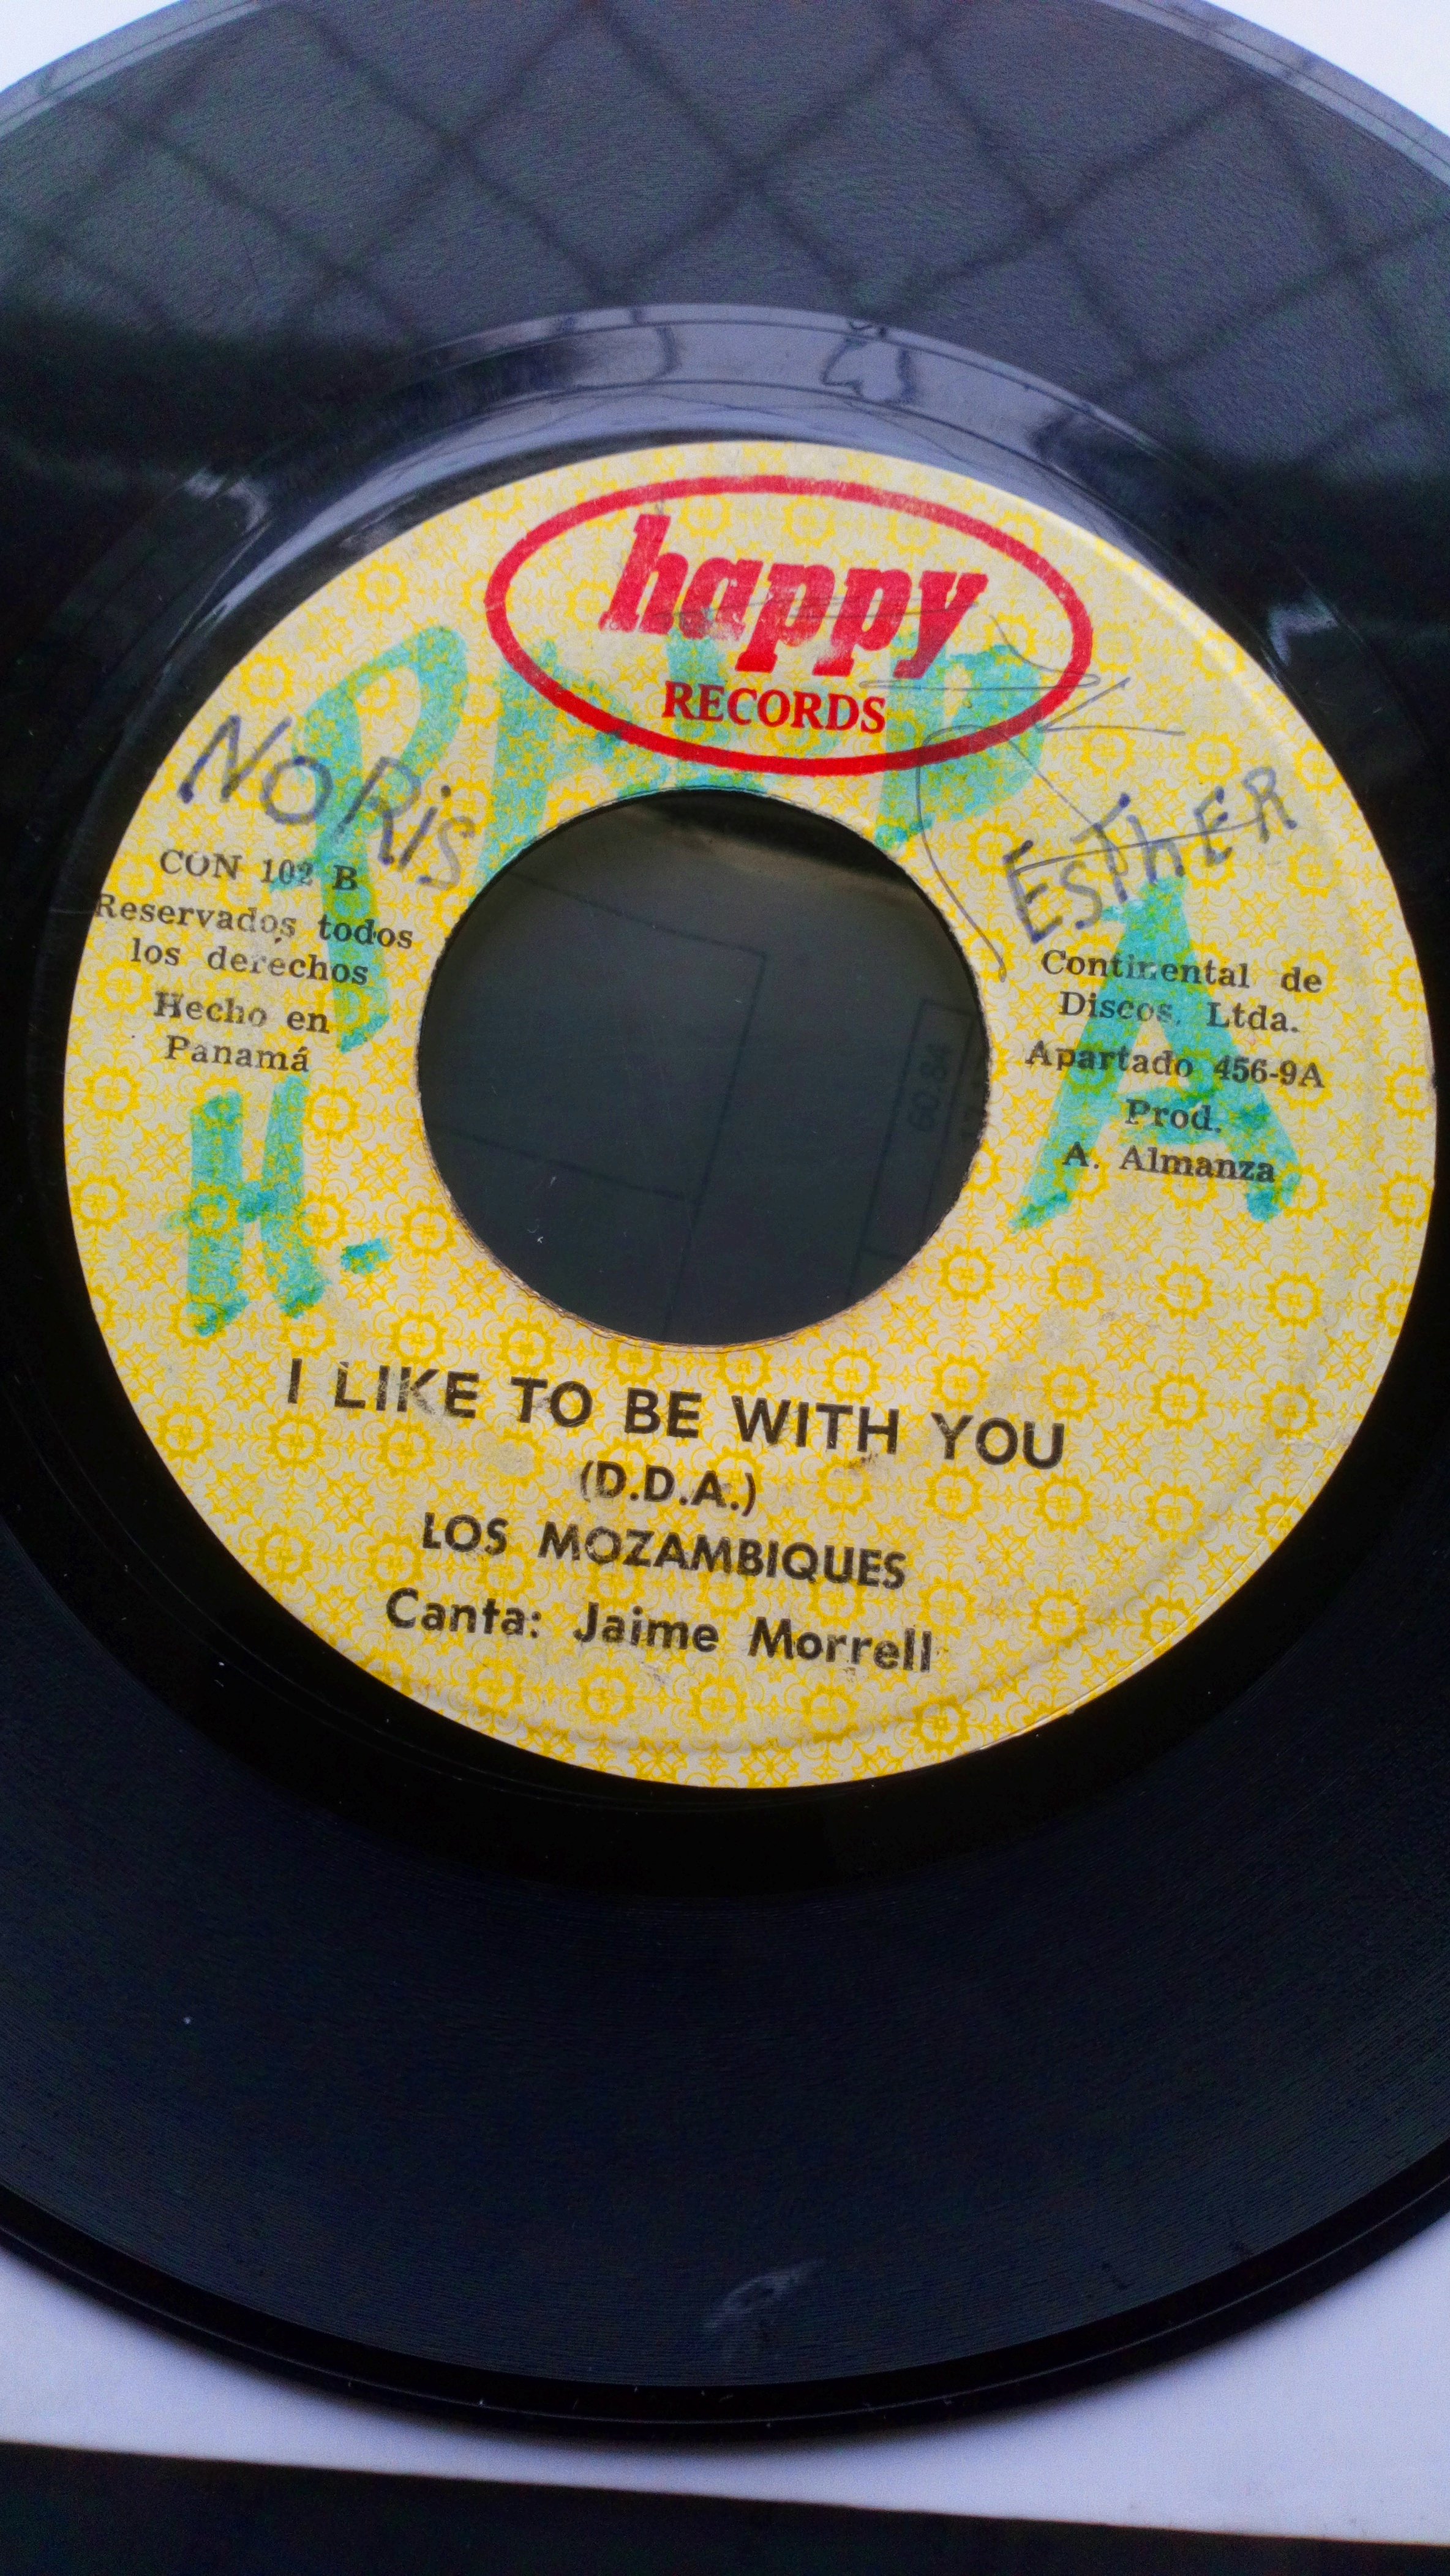 happy
RECORDS
NORiS
ESTHER
CON 102 B
Reservados todos
los derechos
Hecho en
Panamá
Continental de
Discos, Ltda.
Apartado 456-9A
Prod.
A. Almanza
H.
A
I LIKE TO BE WITH YOU
(D.D.A.)
LOS MOZAMBIQUES
Canta: Jaime Morrell